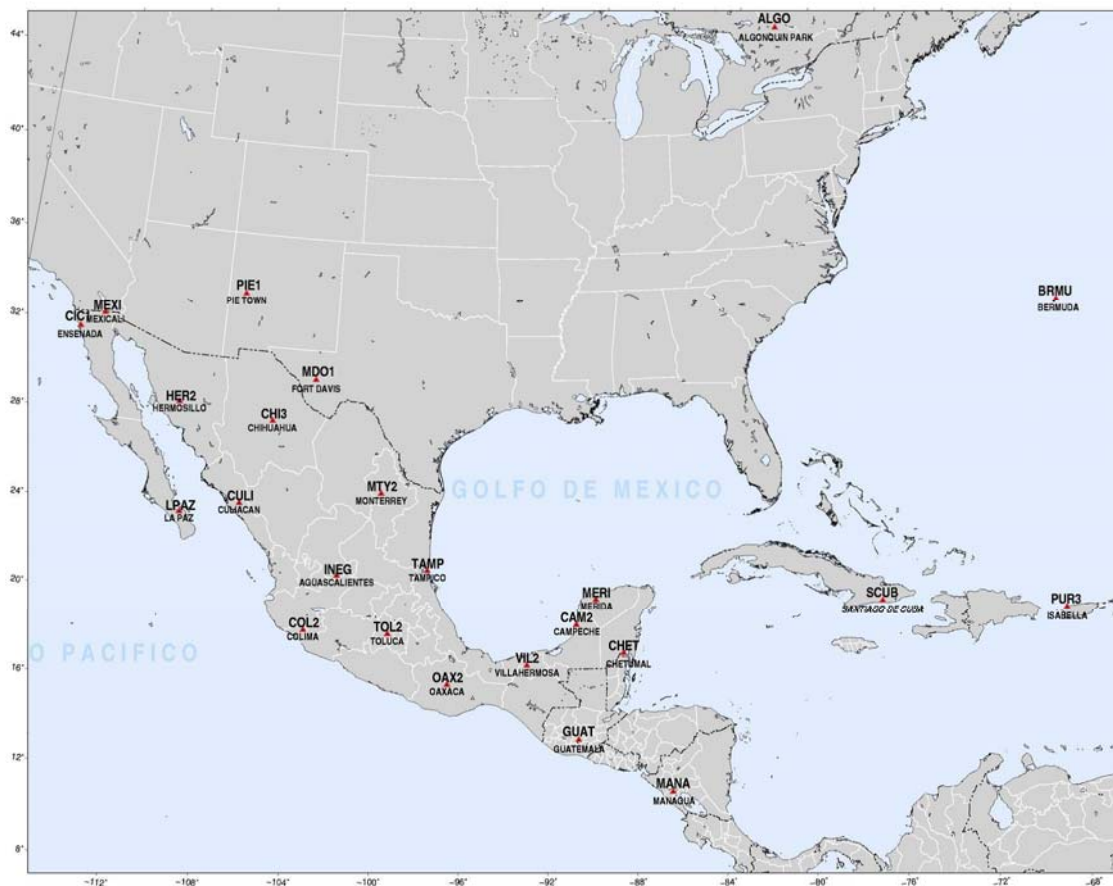 ALGO
ALGONQUIN PARK
44°
40°
36°
PIE1
PIE TOWN
BRMU
BERMUDA
MEXI
MEXICALI
32°
CIC
ENSENADA
MDO1
FORT DAVIS
HER2
HERMOSILLO
28°
CHI3
CHIHUAHUA
MTY2
MONTERREY
GOLFO DE MEXICO
24°
CULI
CULIACAN
LPAZ
LA PAZ
INEG
AGUASCALIENTES
TAMP
TAMPICO
20°
MERI
MERIDA
SCUB
SANTIAGO DE CUBA
PUR3
ISABELLA
COL2
COLIMA
TOL2
TOLUCA
CAM2
CAMPECHE
CHET
CHETUMAL
O PACIFICO
VIL2
VILLAHERMOSA
16°
OAX2
OAXACA
GUAT
GUATEMALA
12°
MANA
MANAGUA
8°
-112° -108° -104° -100° -96° -92° -88° -84° -80° -76° -72° -68°